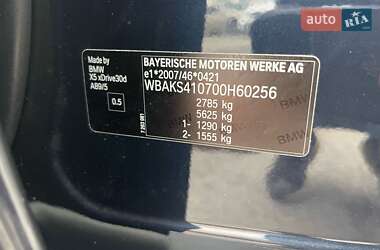 AUTO RIA
Made by
BMW
X5 xDrive30d
AB9/5
0.5
BAYERISCHE MOTOREN WERKE AG
e1*2007/46*0421
WBAKS410700H60256
2785 kg
5625 kg
1- 1290 kg
2- 1555 kg